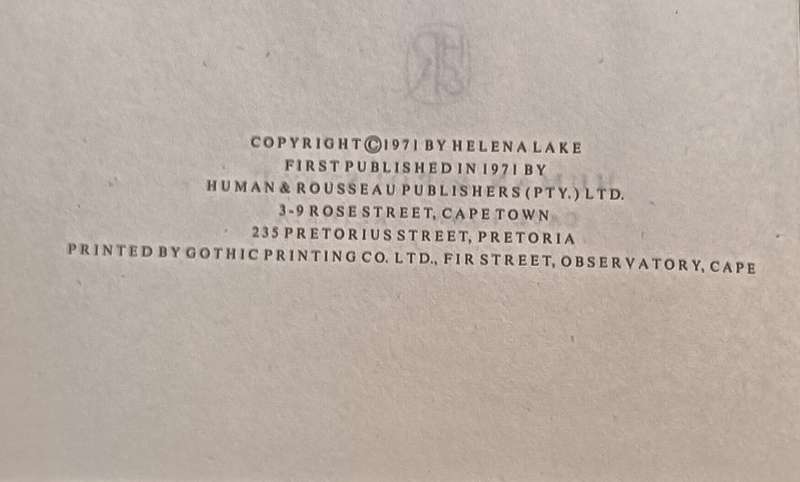 COPYRIGHT © 1971 BY HELENA LAKE
FIRST PUBLISHED IN 1971 BY
HUMAN & ROUSSEAU PUBLISHERS (PTY.) LTD.
3-9 ROSE STREET, CAPE TOWN
235 PRETORIUS STREET, PRETORIA
PRINTED BY GOTHIC PRINTING CO. LTD., FIR STREET, OBSERVATORY, CAPE